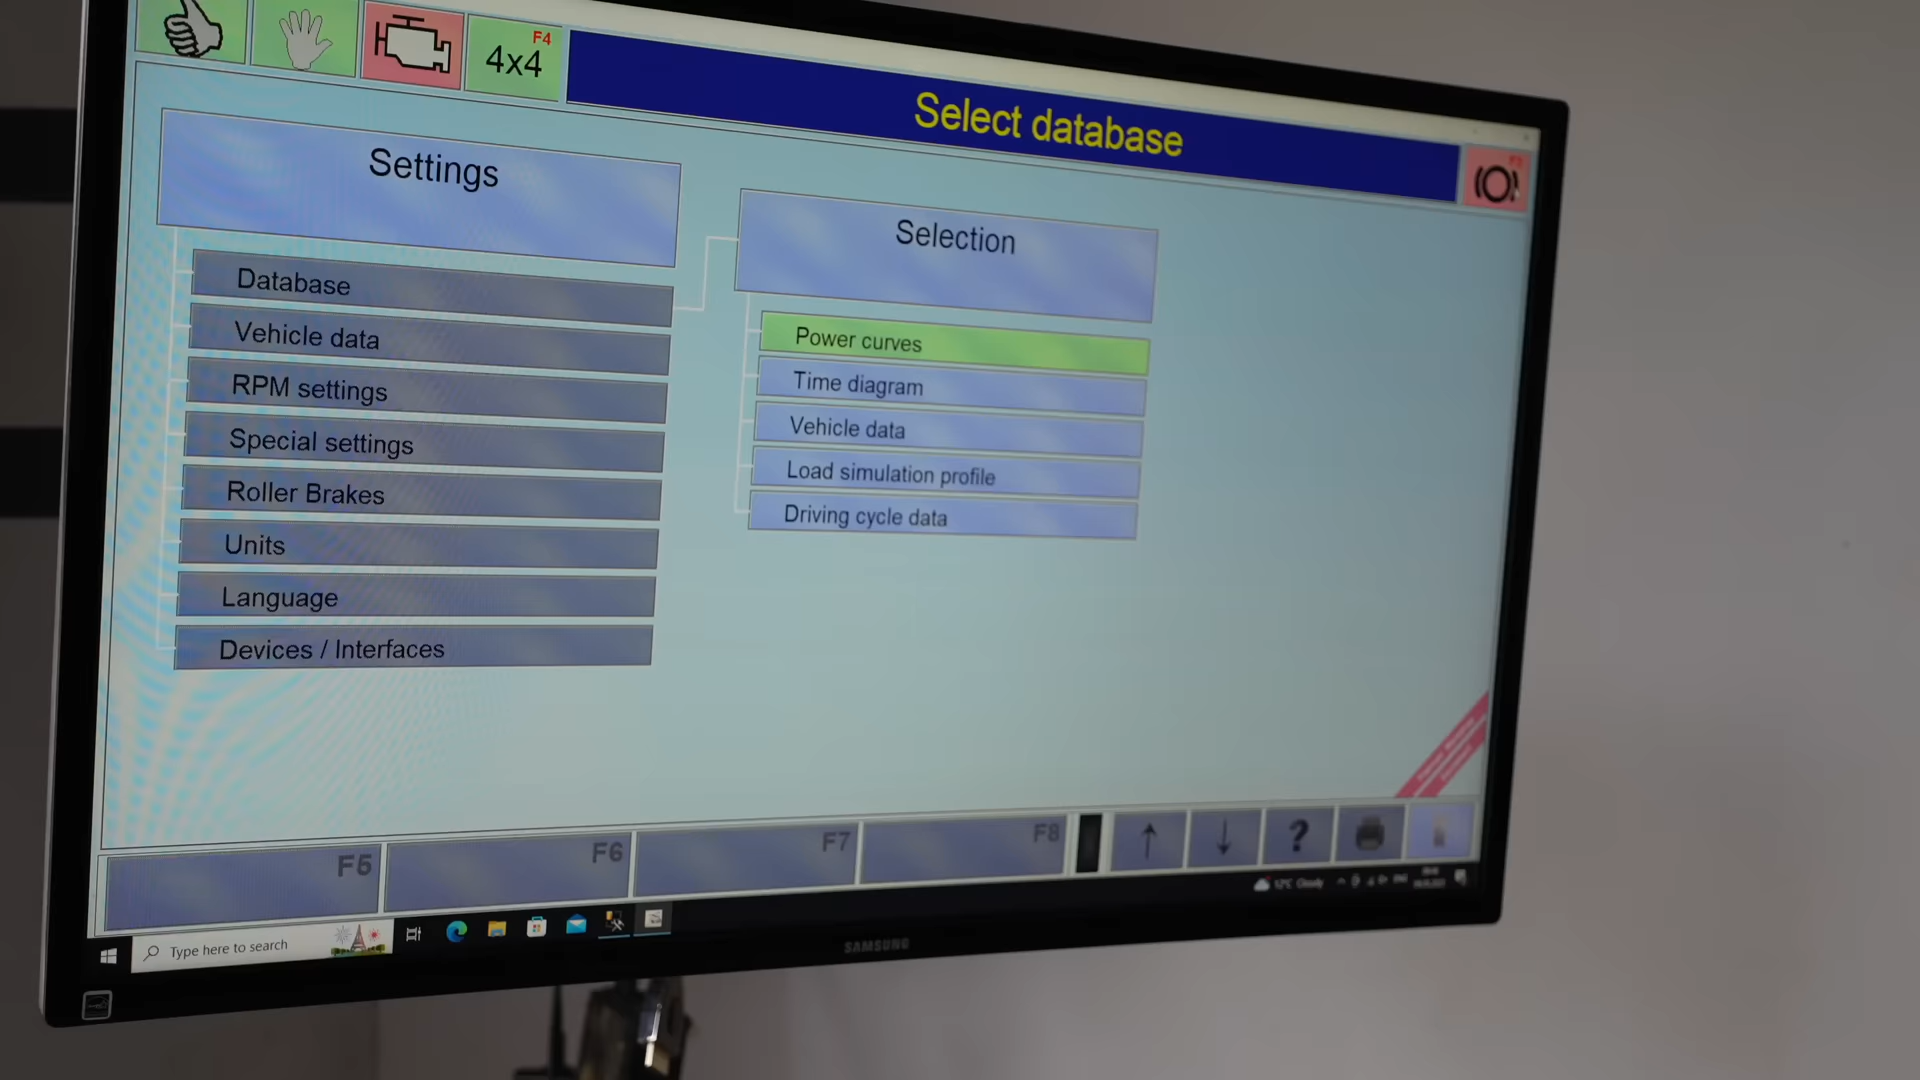 F4
4x4
Select database
Settings
Database
Vehicle data
RPM settings
Special settings
Roller Brakes
Units
Language
Devices / Interfaces
Selection
Power curves
Time diagram
Vehicle data
Load simulation profile
Driving cycle data
F5
F6
F7
F8
?
Type here to search
12°C Cloudy
SAMSUNG